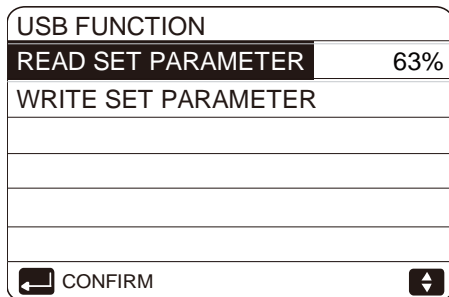 USB FUNCTION
READ SET PARAMETER 63%
WRITE SET PARAMETER
CONFIRM